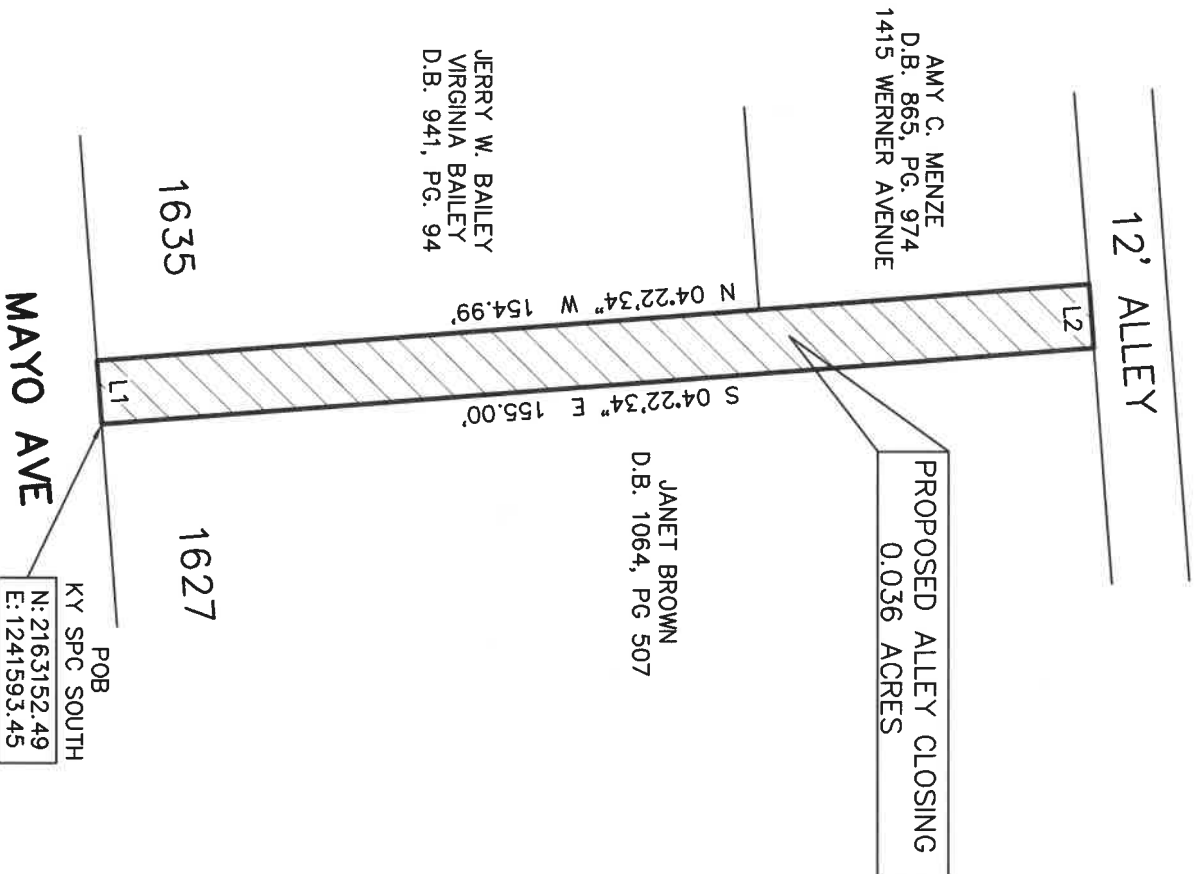 12' ALLEY
AMY C. MENZE
D.B. 865, PG. 974
1415 WERNER AVENUE
L2
PROPOSED ALLEY CLOSING
0.036 ACRES
N 04°22'34" W 154.99'
S 04°22'34" E 155.00'
JERRY W. BAILEY
VIRGINIA BAILEY
D.B. 941, PG. 94
JANET BROWN
D.B. 1064, PG 507
1635
L1
1627
MAYO AVE
POB
KY SPC SOUTH
N: 2163152.49
E: 1241593.45